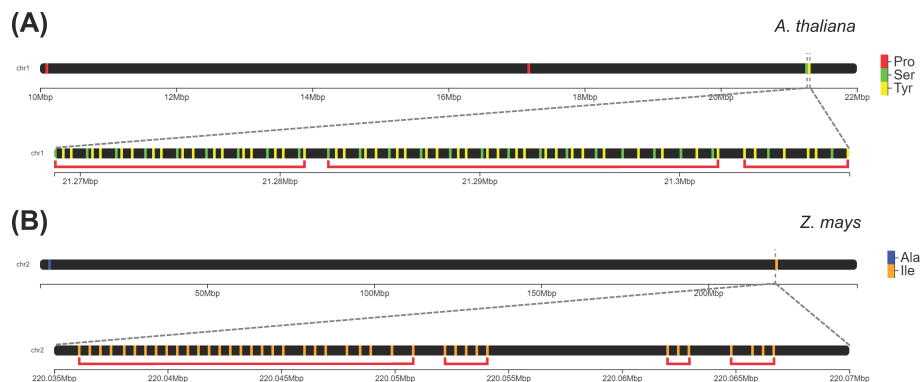 (A)
A. thaliana
chr1
Pro
Ser
Tyr
10Mbp 12Mbp 14Mbp 16Mbp 18Mbp 20Mbp 22Mbp
chr1
21.27Mbp 21.28Mbp 21.29Mbp 21.3Mbp
(B)
Z. mays
chr2
Ala
Ile
50Mbp 100Mbp 150Mbp 200Mbp
chr2
220.035Mbp 220.04Mbp 220.045Mbp 220.05Mbp 220.055Mbp 220.06Mbp 220.065Mbp 220.07Mbp